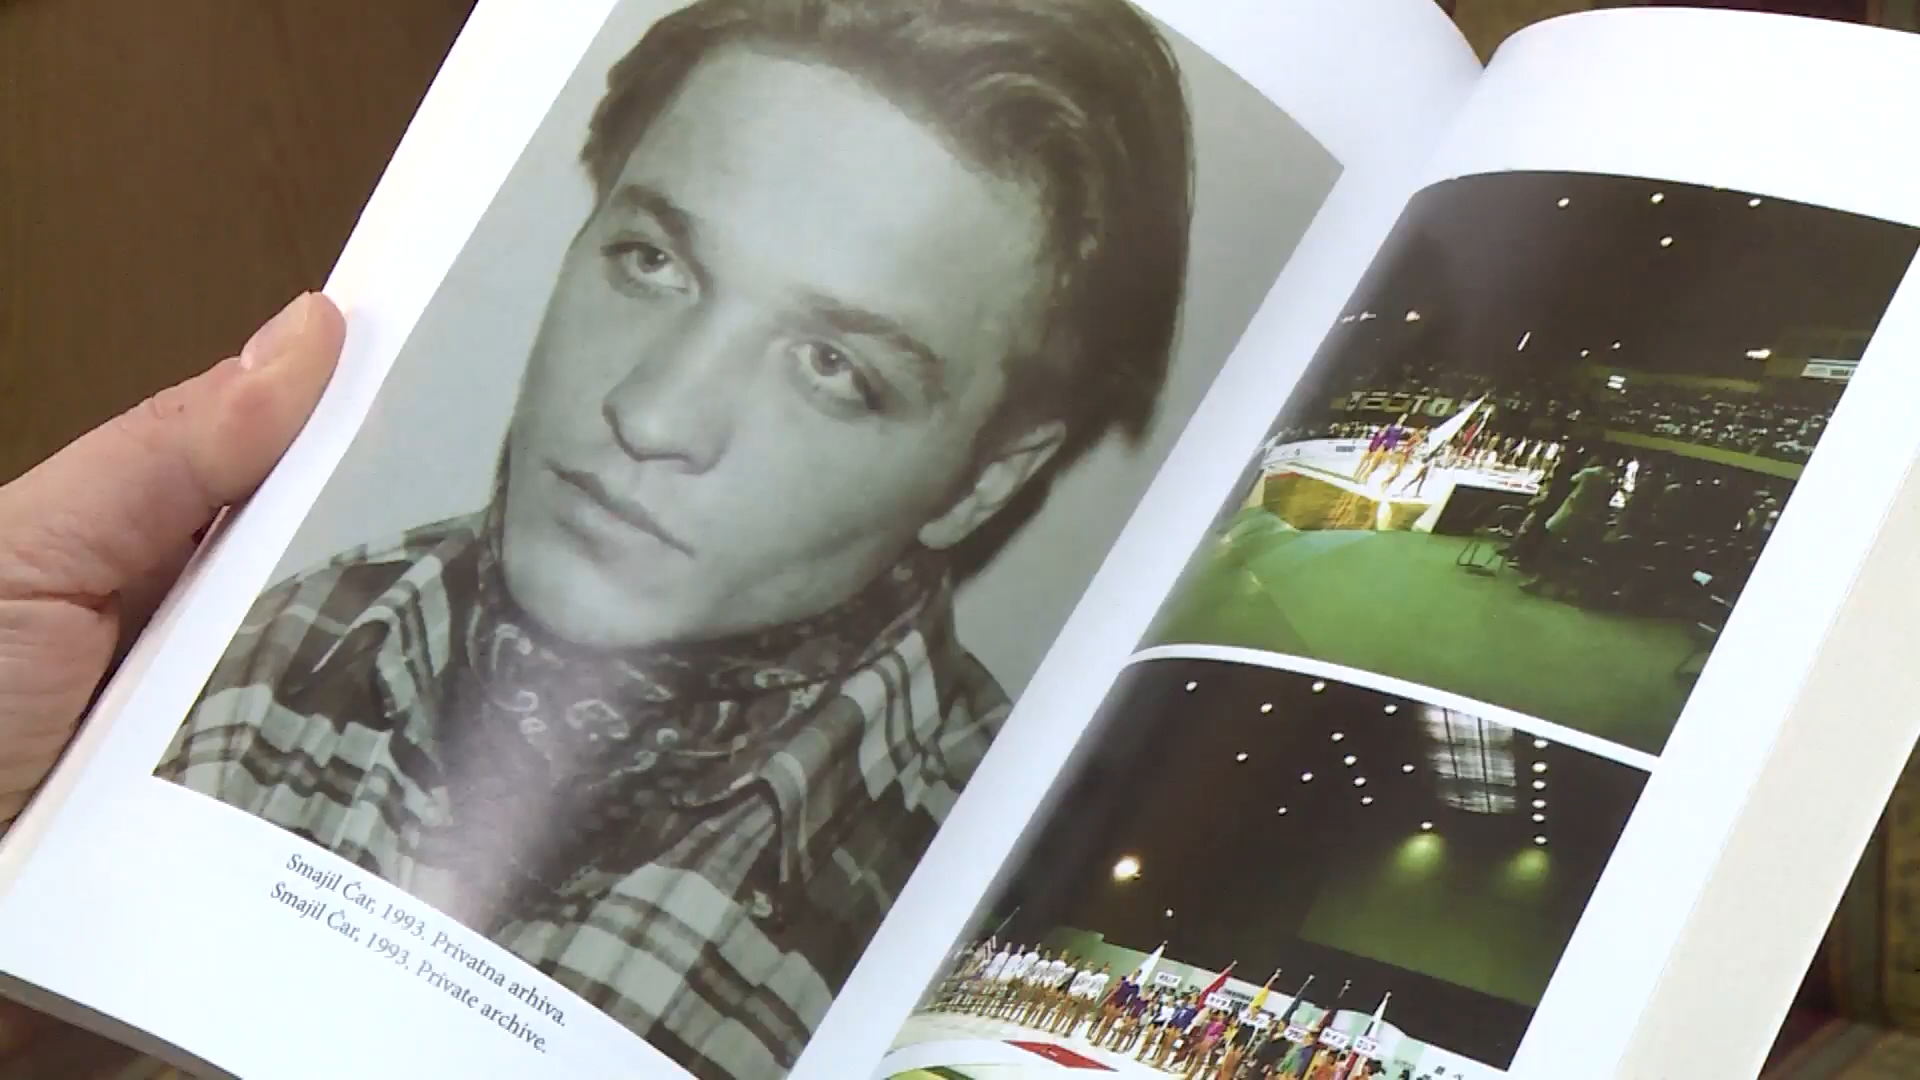 Smajil Čar, 1993. Privatna arhiva.
Smajil Čar, 1993. Private archive.